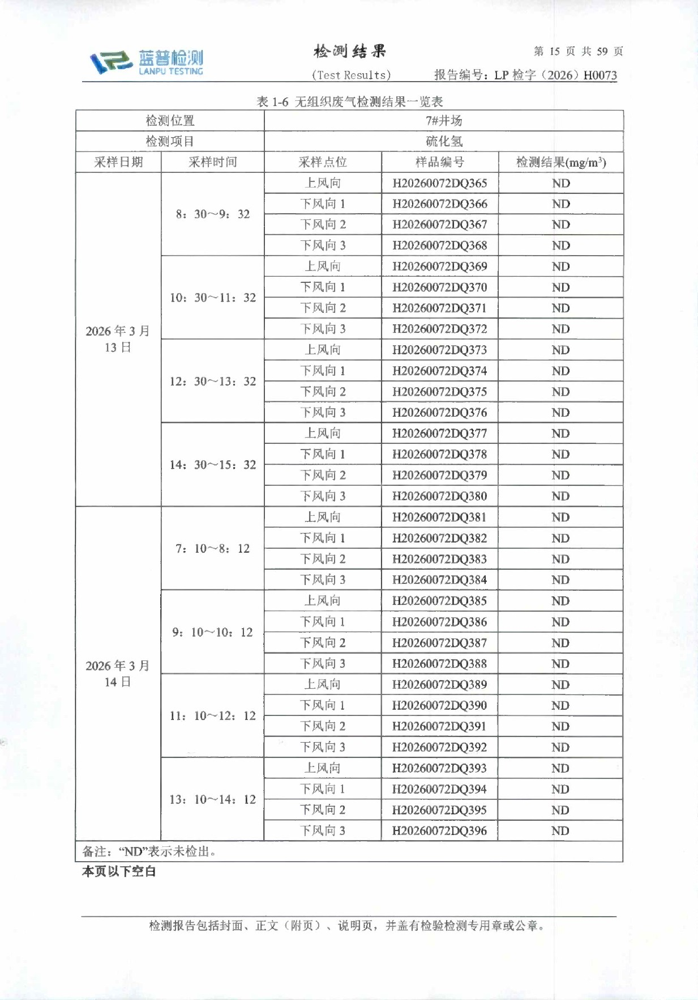 蓝普检测
LANPU TESTING
检测结果
(Test Results)
第 15 页 共 59 页
报告编号：LP 检字（2026）H0073
表 1-6 无组织废气检测结果一览表
检测位置 7#井场
检测项目 硫化氢
采样日期 采样时间 采样点位 样品编号 检测结果(mg/m³)
2026 年 3 月
13 日
8：30～9：32
上风向 H20260072DQ365 ND
下风向 1 H20260072DQ366 ND
下风向 2 H20260072DQ367 ND
下风向 3 H20260072DQ368 ND
10：30～11：32
上风向 H20260072DQ369 ND
下风向 1 H20260072DQ370 ND
下风向 2 H20260072DQ371 ND
下风向 3 H20260072DQ372 ND
12：30～13：32
上风向 H20260072DQ373 ND
下风向 1 H20260072DQ374 ND
下风向 2 H20260072DQ375 ND
下风向 3 H20260072DQ376 ND
14：30～15：32
上风向 H20260072DQ377 ND
下风向 1 H20260072DQ378 ND
下风向 2 H20260072DQ379 ND
下风向 3 H20260072DQ380 ND
2026 年 3 月
14 日
7：10～8：12
上风向 H20260072DQ381 ND
下风向 1 H20260072DQ382 ND
下风向 2 H20260072DQ383 ND
下风向 3 H20260072DQ384 ND
9：10～10：12
上风向 H20260072DQ385 ND
下风向 1 H20260072DQ386 ND
下风向 2 H20260072DQ387 ND
下风向 3 H20260072DQ388 ND
11：10～12：12
上风向 H20260072DQ389 ND
下风向 1 H20260072DQ390 ND
下风向 2 H20260072DQ391 ND
下风向 3 H20260072DQ392 ND
13：10～14：12
上风向 H20260072DQ393 ND
下风向 1 H20260072DQ394 ND
下风向 2 H20260072DQ395 ND
下风向 3 H20260072DQ396 ND
备注：“ND”表示未检出。
本页以下空白
检测报告包括封面、正文（附页）、说明页，并盖有检验检测专用章或公章。